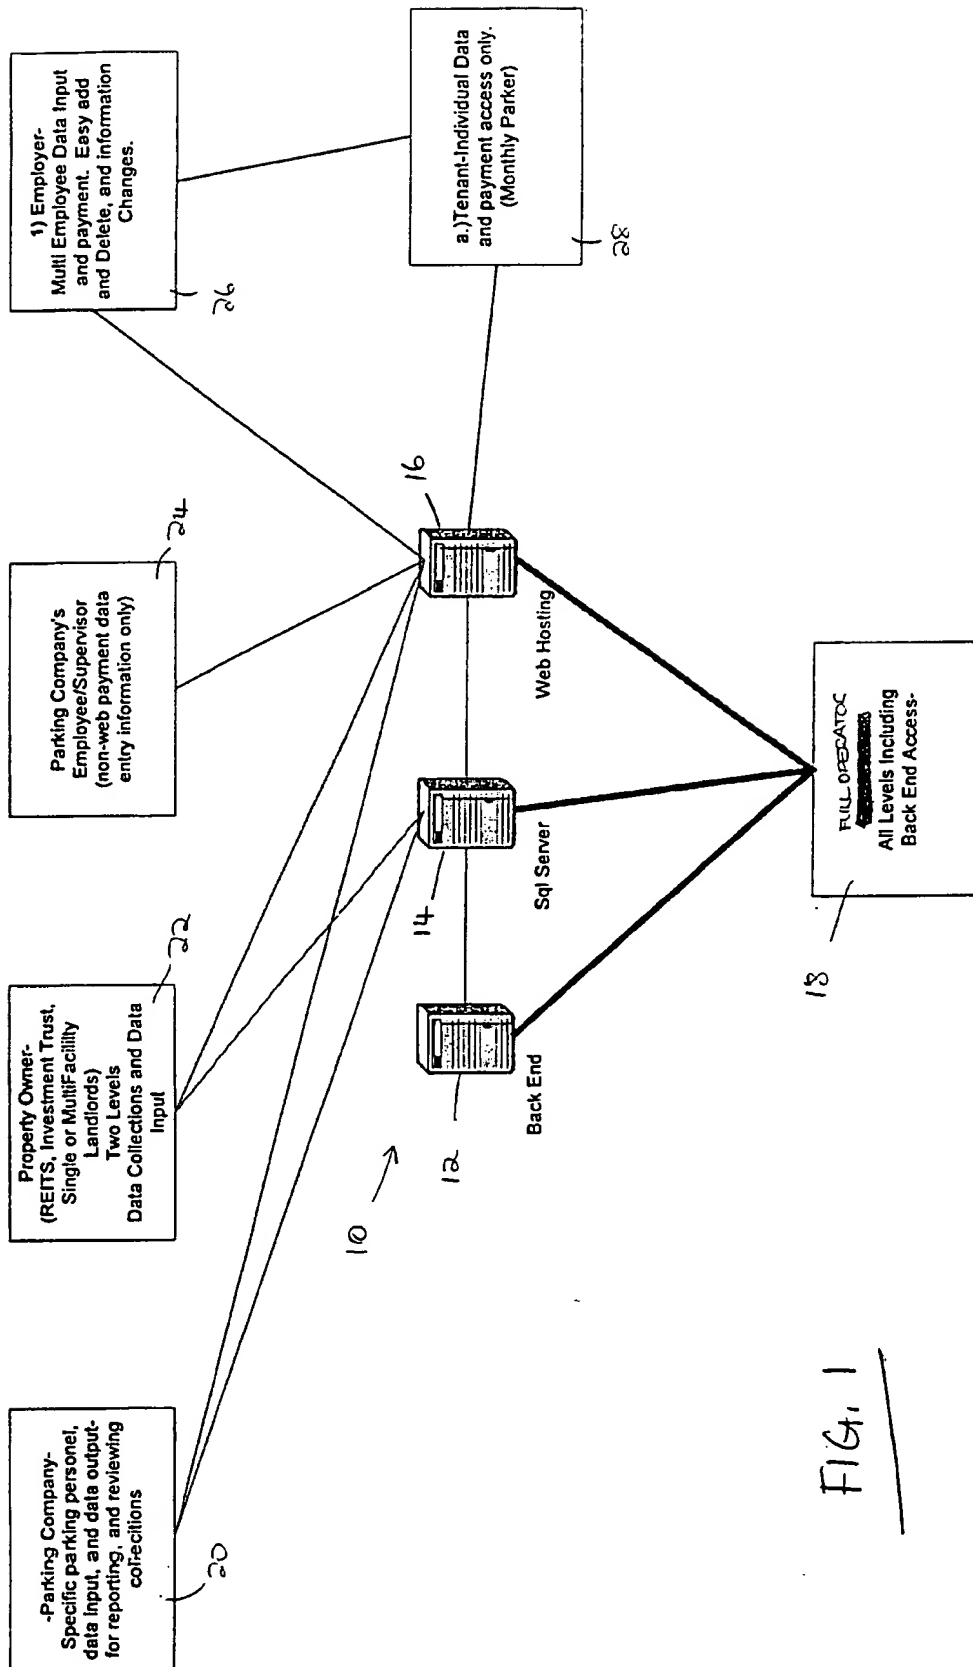 -Parking Company-
Specific parking personel,
data input, and data output-
for reporting, and reviewing
collecitions
20
Property Owner-
(REITS, Investment Trust,
Single or MultiFacility
Landlords)
Two Levels
Data Collections and Data
Input
22
Parking Company's
Employee/Supervisor
(non-web payment data
entry information only)
24
1) Employer-
Multi Employee Data Input
and payment. Easy add
and Delete, and information
Changes.
26
a.)Tenant-Individual Data
and payment access only.
(Monthly Parker)
28
10
12
Back End
14
Sql Server
16
Web Hosting
FULL OPERATOR
All Levels Including
Back End Access-
18
FIG. 1